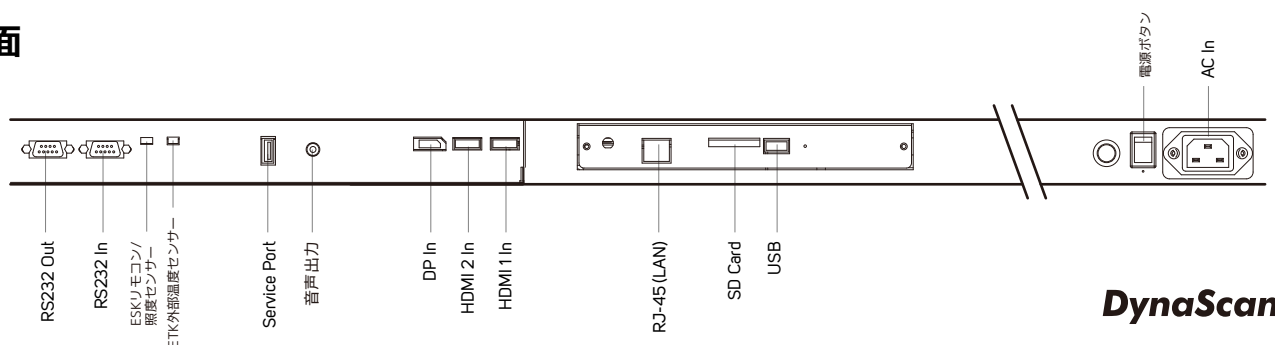 面
RS232 Out
RS232 In
ESKリモコン/
照度センサー
ETK外部温度センサー
Service Port
音声出力
DP In
HDMI 2 In
HDMI 1 In
RJ-45 (LAN)
SD Card
USB
電源ボタン
AC In
DynaScan